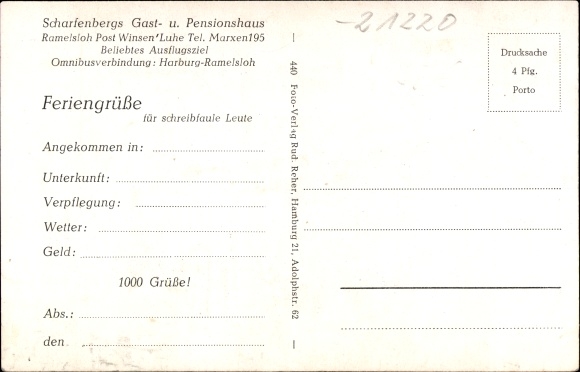 Scharfenbergs Gast- u. Pensionshaus
Ramelsloh Post Winsen/Luhe Tel. Marxen195
Beliebtes Ausflugsziel
Omnibusverbindung: Harburg-Ramelsloh
Feriengrüße
für schreibfaule Leute
Angekommen in:
Unterkunft:
Verpflegung:
Wetter:
Geld:
1000 Grüße!
Abs.:
den
— 440 Foto-Verlag Rud. Reher, Hamburg 21, Adolphstr. 62 —
-21220
Drucksache
4 Pfg.
Porto